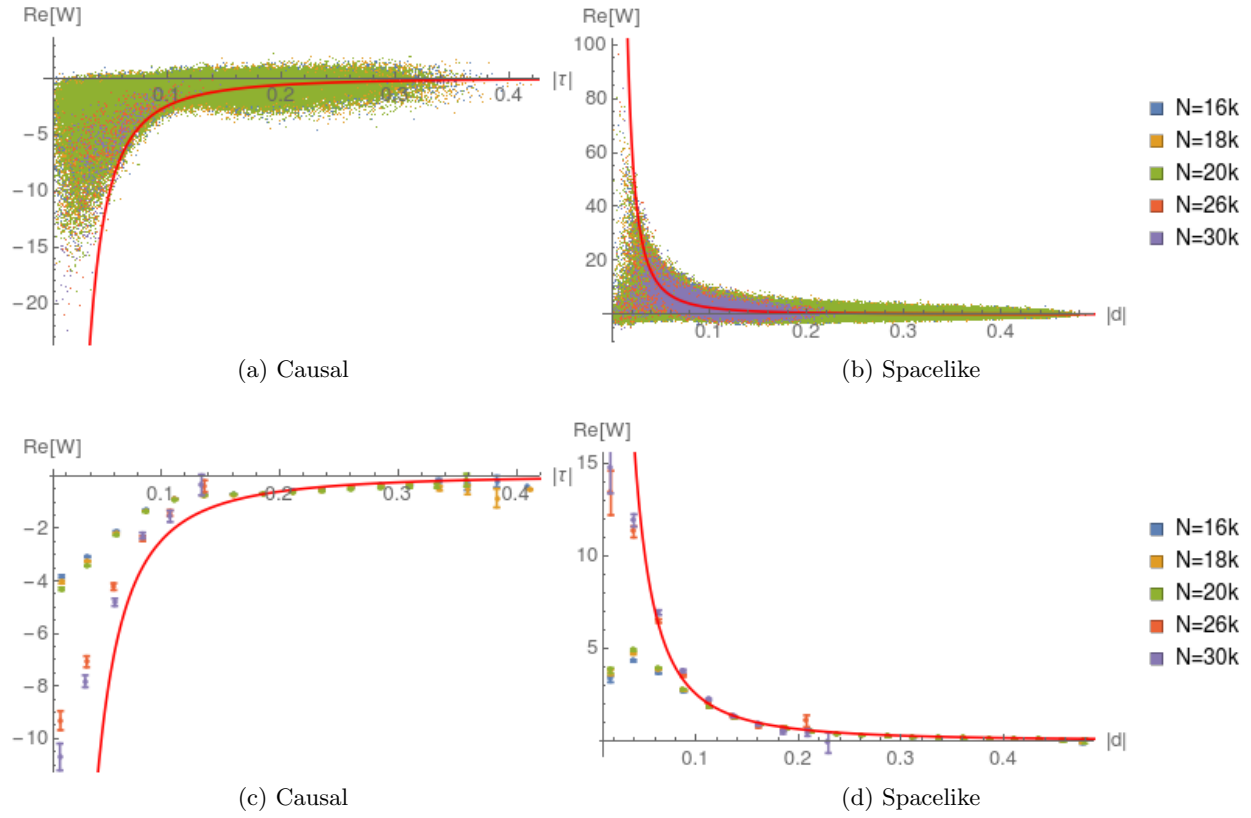 Re[W]
0.1
0.2
0.3
0.4
|τ|
−5
−10
−15
−20
(a) Causal
Re[W]
100
80
60
40
20
0.1
0.2
0.3
0.4
|d|
(b) Spacelike
N=16k
N=18k
N=20k
N=26k
N=30k
Re[W]
0.1
0.2
0.3
0.4
|τ|
−2
−4
−6
−8
−10
(c) Causal
Re[W]
15
10
5
0.1
0.2
0.3
0.4
|d|
(d) Spacelike
N=16k
N=18k
N=20k
N=26k
N=30k